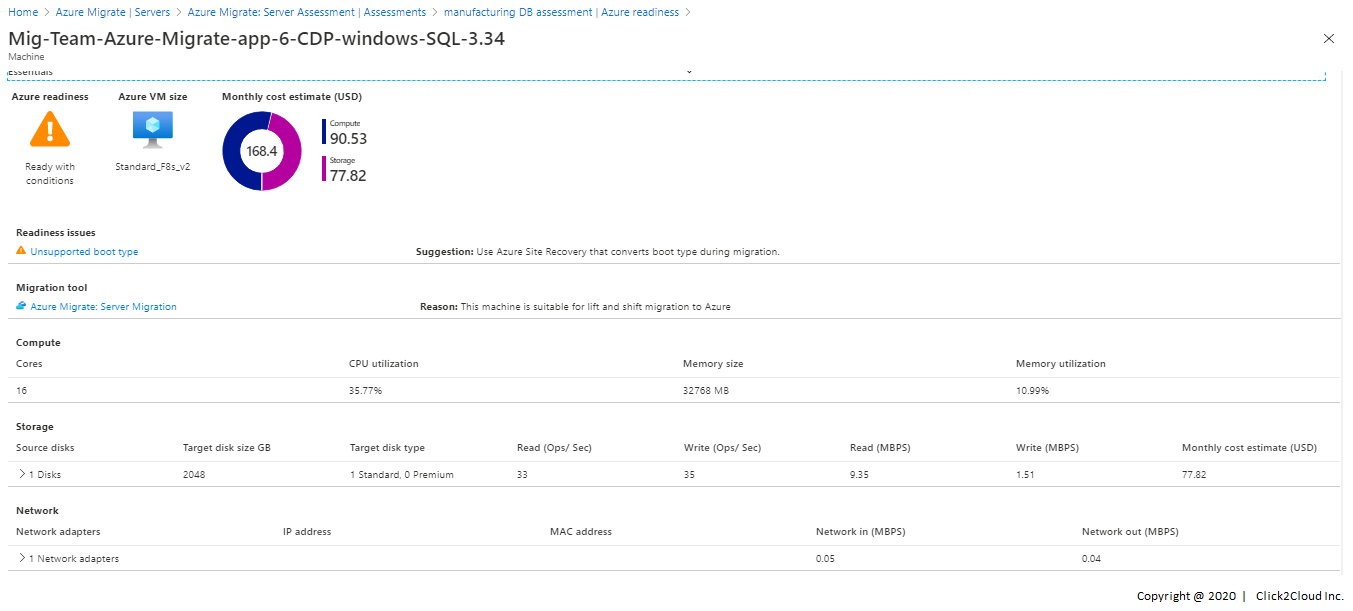 Home > Azure Migrate | Servers > Azure Migrate: Server Assessment | Assessments > manufacturing DB assessment | Azure readiness >
Mig-Team-Azure-Migrate-app-6-CDP-windows-SQL-3.34
Machine
Essentials
Azure readiness Azure VM size Monthly cost estimate (USD)
Compute
90.53
168.4
Storage
77.82
Ready with
conditions
Standard_F8s_v2
Readiness issues
Unsupported boot type Suggestion: Use Azure Site Recovery that converts boot type during migration.
Migration tool
Azure Migrate: Server Migration Reason: This machine is suitable for lift and shift migration to Azure
Compute
Cores CPU utilization Memory size Memory utilization
16 35.77% 32768 MB 10.99%
Storage
Source disks Target disk size GB Target disk type Read (Ops/ Sec) Write (Ops/ Sec) Read (MBPS) Write (MBPS) Monthly cost estimate (USD)
> 1 Disks 2048 1 Standard, 0 Premium 33 35 9.35 1.51 77.82
Network
Network adapters IP address MAC address Network in (MBPS) Network out (MBPS)
> 1 Network adapters 0.05 0.04
Copyright @ 2020 | Click2Cloud Inc.